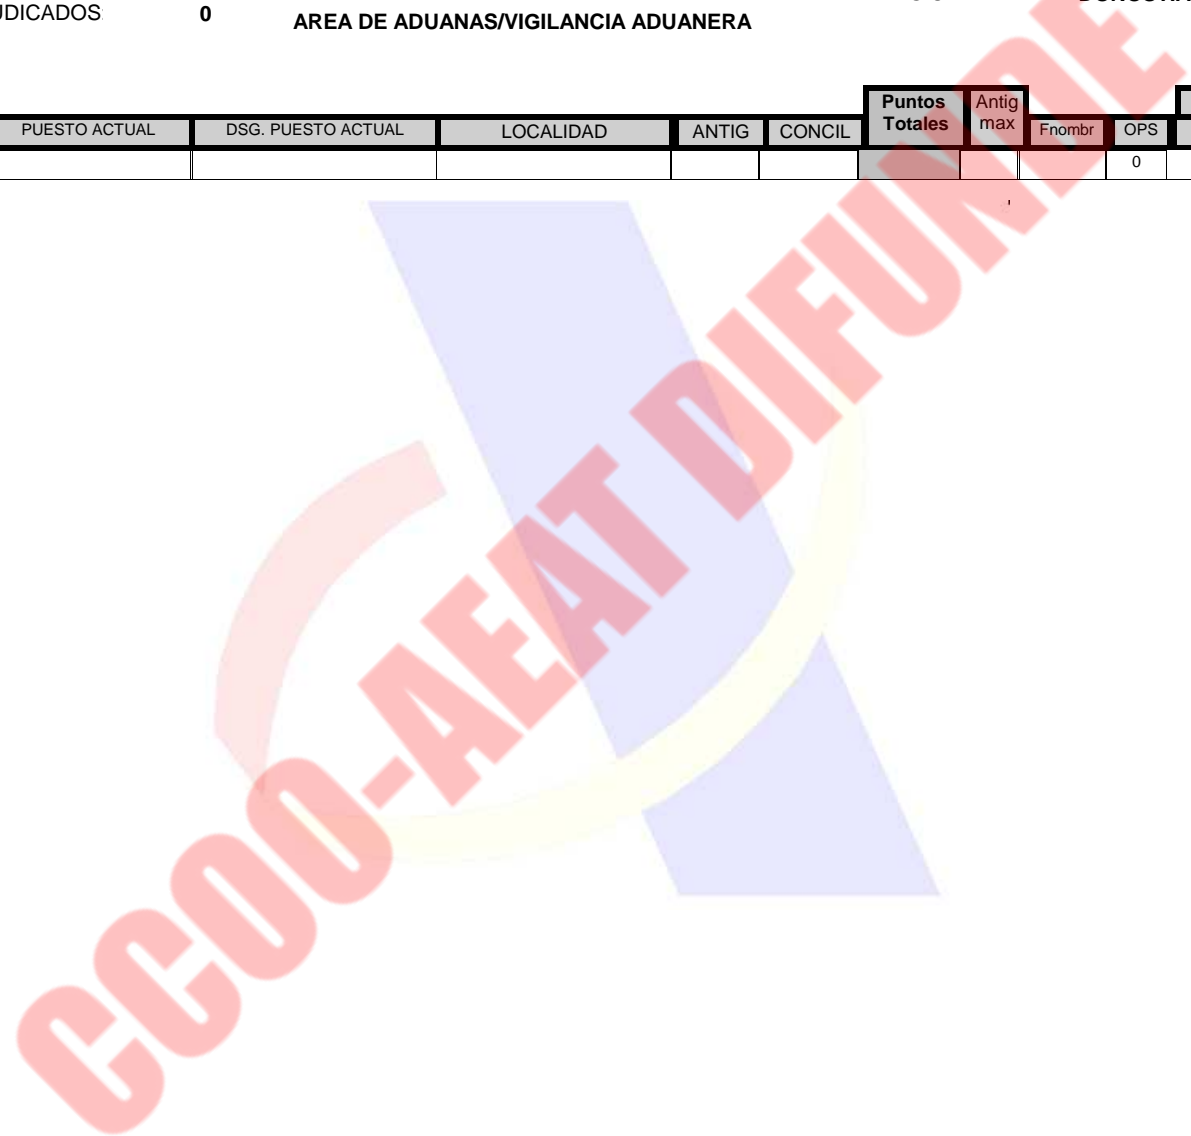 UDICADOS: 0
AREA DE ADUANAS/VIGILANCIA ADUANERA
Puntos Totales Antig max
PUESTO ACTUAL DSG. PUESTO ACTUAL LOCALIDAD ANTIG CONCIL Fnombr OPS
0
CCOO-AEAT DIFUNDE